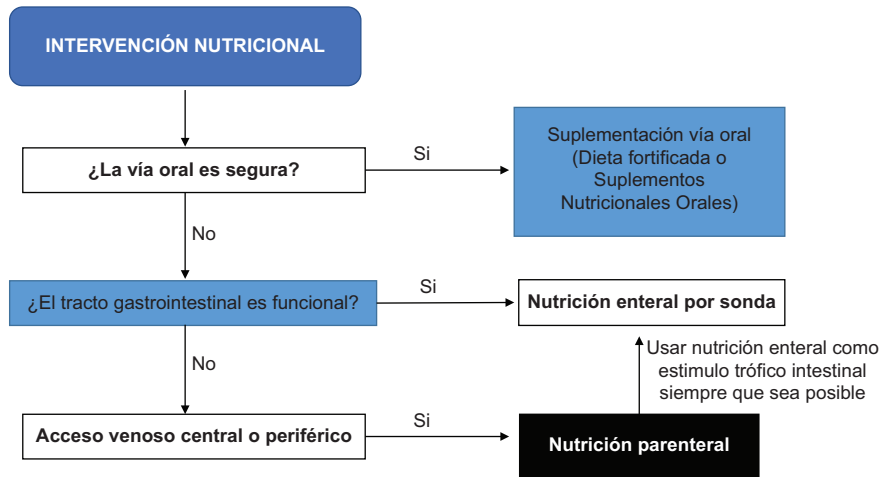 INTERVENCIÓN NUTRICIONAL
¿La vía oral es segura?
Si
Suplementación vía oral
(Dieta fortificada o
Suplementos
Nutricionales Orales)
No
¿El tracto gastrointestinal es funcional?
Si
Nutrición enteral por sonda
No
Usar nutrición enteral como
estimulo trófico intestinal
siempre que sea posible
Acceso venoso central o periférico
Si
Nutrición parenteral